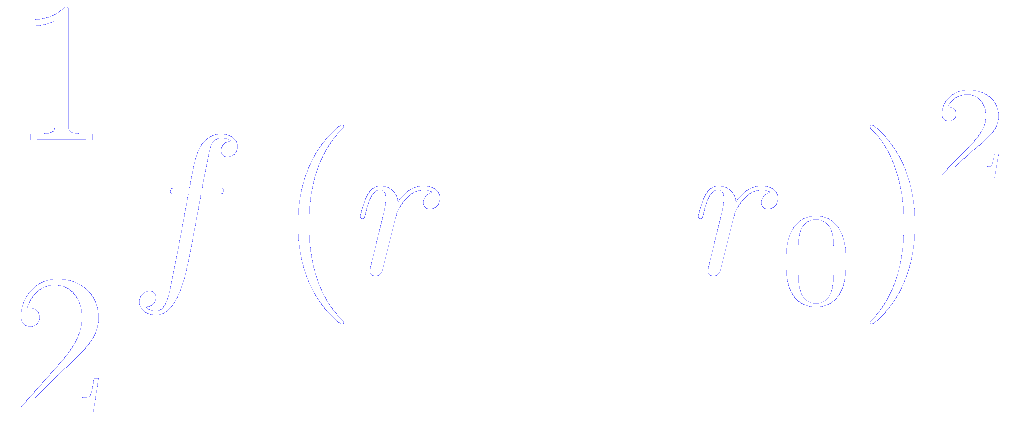 ½ f (r r₀)²